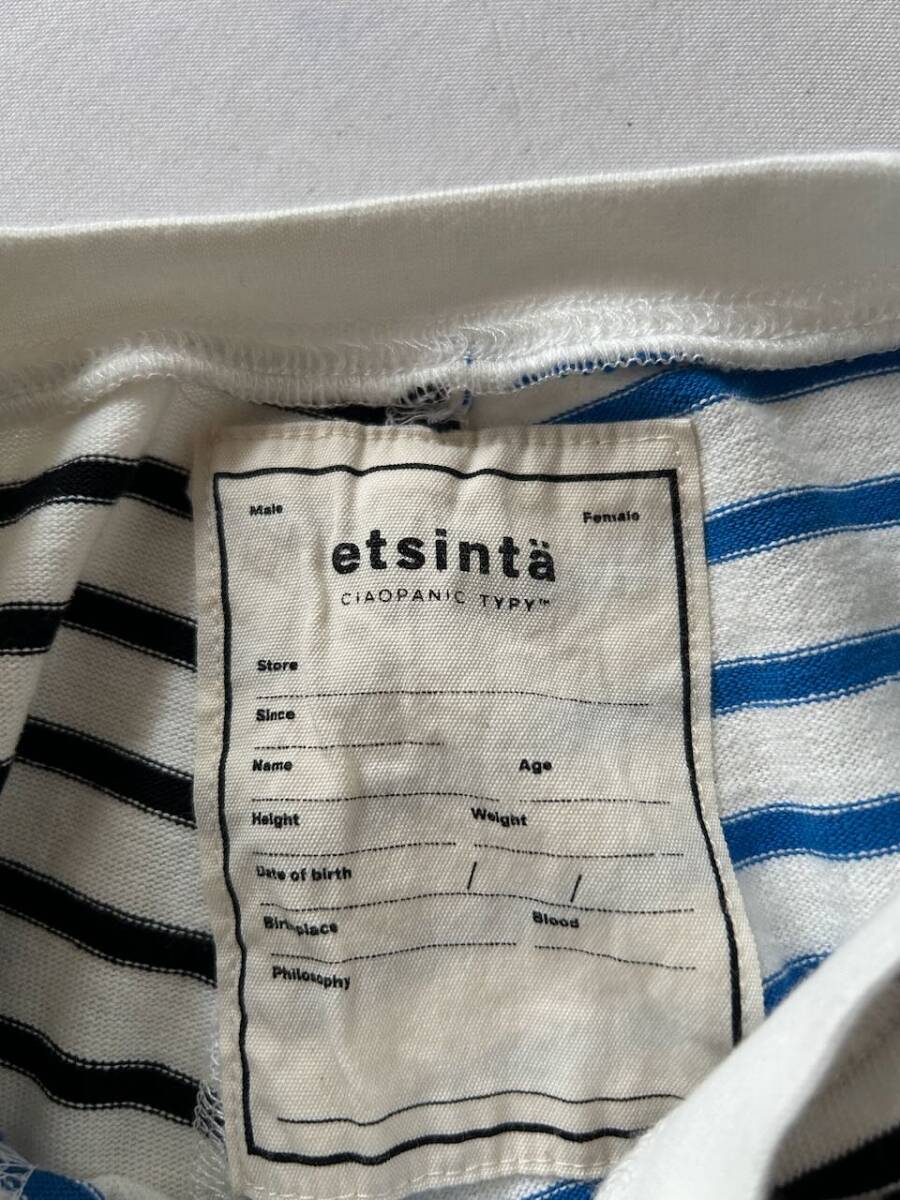 Male Female
etsintä
CIAOPANIC TYPY™
Store
Since
Name Age
Height Weight
Date of birth / /
Birthplace Blood
Philosophy